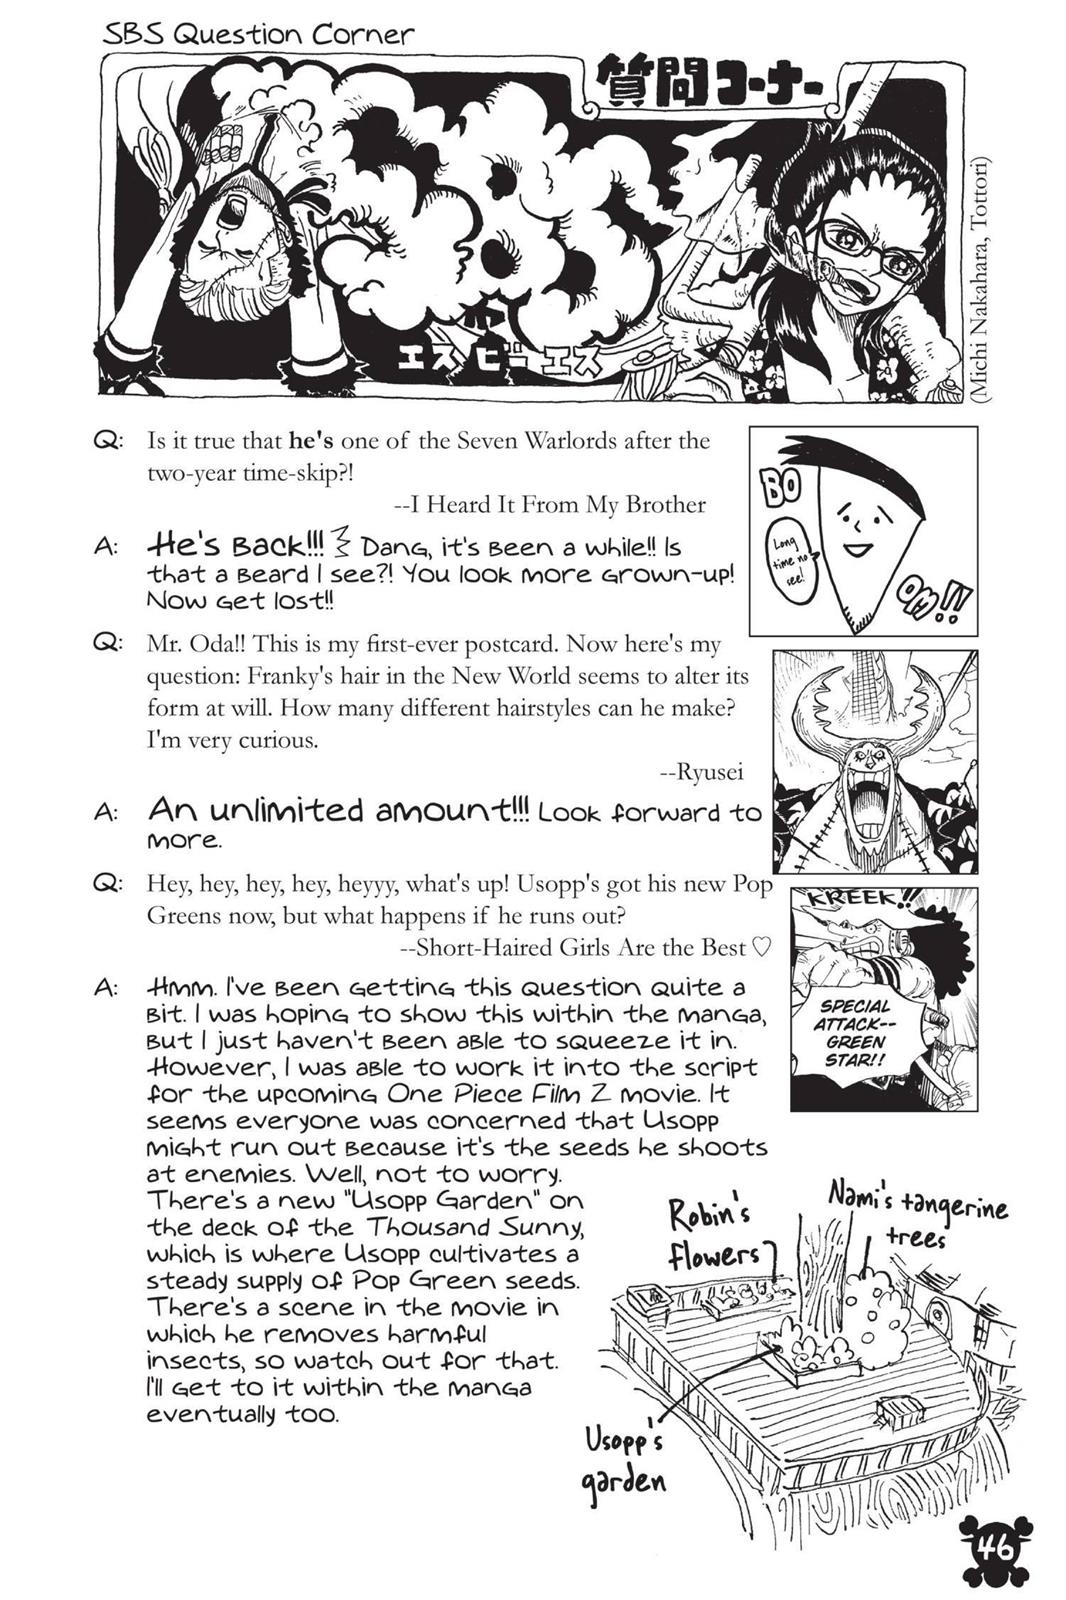 SBS Question Corner
質問コーナー
SBS
エスビーエス
(Michi Nakahara, Tottori)
Q: Is it true that he's one of the Seven Warlords after the
two-year time-skip?!
--I Heard It From My Brother
A: He's Back!!! Dang, it's been a while!! Is
that a beard I see?! You look more grown-up!
Now get lost!!
BO
Long
time no
see!
OM!!
Q: Mr. Oda!! This is my first-ever postcard. Now here's my
question: Franky's hair in the New World seems to alter its
form at will. How many different hairstyles can he make?
I'm very curious.
--Ryusei
A: An unlimited amount!!! Look forward to
more.
Q: Hey, hey, hey, hey, heyyy, what's up! Usopp's got his new Pop
Greens now, but what happens if he runs out?
--Short-Haired Girls Are the Best ♡
KREEK!!
SPECIAL
ATTACK--
GREEN
STAR!!
A: Hmm. I've been getting this question quite a
bit. I was hoping to show this within the manga,
but I just haven't been able to squeeze it in.
However, I was able to work it into the script
for the upcoming One Piece Film Z movie. It
seems everyone was concerned that Usopp
might run out because it's the seeds he shoots
at enemies. Well, not to worry.
There's a new "Usopp Garden" on
the deck of the Thousand Sunny,
which is where Usopp cultivates a
steady supply of Pop Green seeds.
There's a scene in the movie in
which he removes harmful
insects, so watch out for that.
I'll get to it within the manga
eventually too.
Robin's
flowers
Nami's tangerine
trees
Usopp's
garden
46